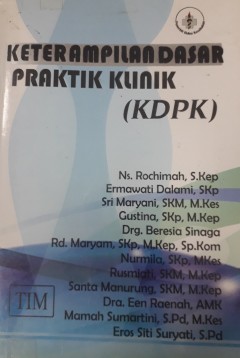 KETERAMPILAN DASAR
PRAKTIK KLINIK
(KDPK)
Ns. Rochimah, S.Kep
Ermawati Dalami, SKp
Sri Maryani, SKM, M.Kes
Gustina, SKp, M.Kep
Drg. Beresia Sinaga
Rd. Maryam, SKp, M.Kep, Sp.Kom
Nurmila, SKp, MKes
Rusmiati, SKM, M.Kep
Santa Manurung, SKM, M.Kep
TIM
Dra. Een Raenah, AMK
Mamah Sumartini, S.Pd, M.Kes
Eros Siti Suryati, S.Pd